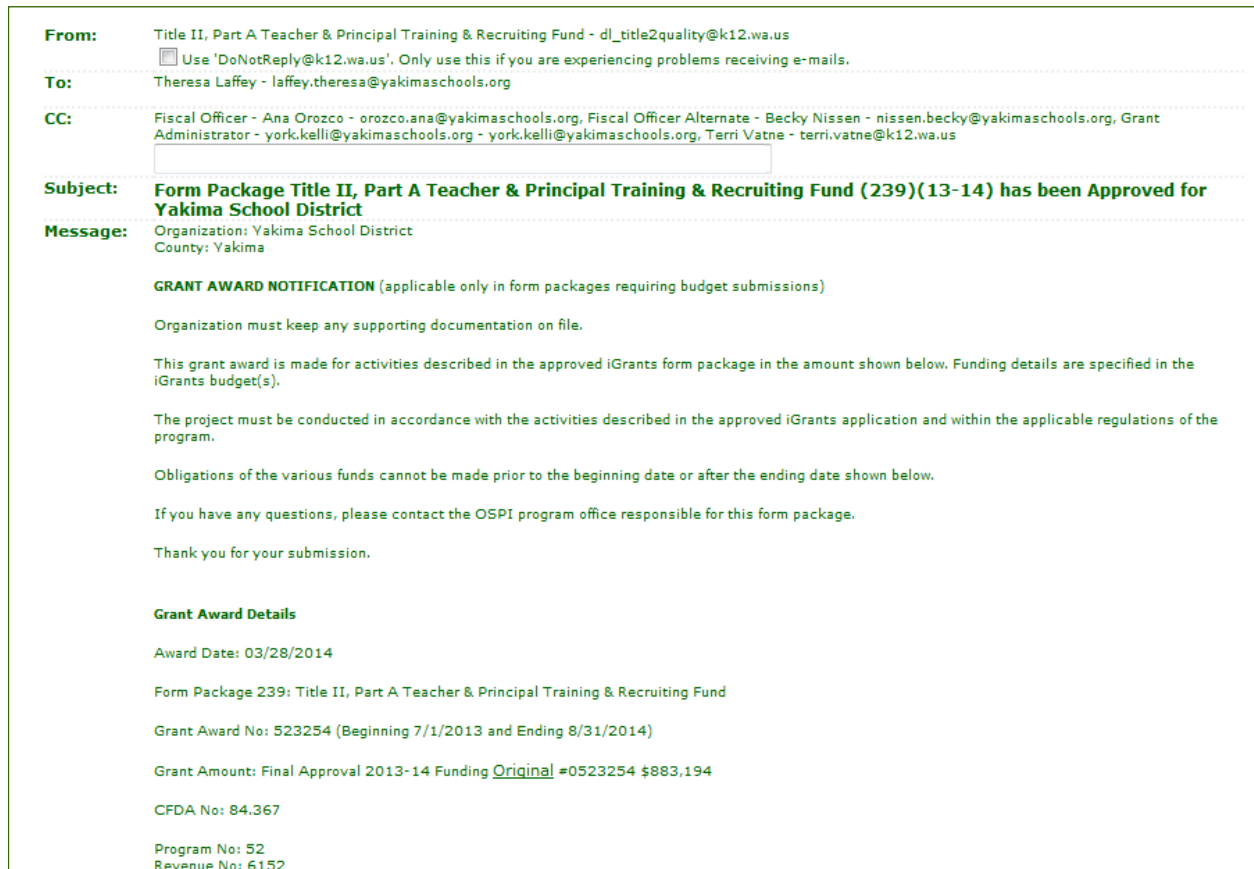 From: Title II, Part A Teacher & Principal Training & Recruiting Fund - dl_title2quality@k12.wa.us
Use 'DoNotReply@k12.wa.us'. Only use this if you are experiencing problems receiving e-mails.
To: Theresa Laffey - laffey.theresa@yakimaschools.org
CC: Fiscal Officer - Ana Orozco - orozco.ana@yakimaschools.org, Fiscal Officer Alternate - Becky Nissen - nissen.becky@yakimaschools.org, Grant
Administrator - york.kelli@yakimaschools.org - york.kelli@yakimaschools.org, Terri Vatne - terri.vatne@k12.wa.us
Subject: Form Package Title II, Part A Teacher & Principal Training & Recruiting Fund (239)(13-14) has been Approved for
Yakima School District
Message: Organization: Yakima School District
County: Yakima
GRANT AWARD NOTIFICATION (applicable only in form packages requiring budget submissions)
Organization must keep any supporting documentation on file.
This grant award is made for activities described in the approved iGrants form package in the amount shown below. Funding details are specified in the
iGrants budget(s).
The project must be conducted in accordance with the activities described in the approved iGrants application and within the applicable regulations of the
program.
Obligations of the various funds cannot be made prior to the beginning date or after the ending date shown below.
If you have any questions, please contact the OSPI program office responsible for this form package.
Thank you for your submission.
Grant Award Details
Award Date: 03/28/2014
Form Package 239: Title II, Part A Teacher & Principal Training & Recruiting Fund
Grant Award No: 523254 (Beginning 7/1/2013 and Ending 8/31/2014)
Grant Amount: Final Approval 2013-14 Funding Original #0523254 $883,194
CFDA No: 84.367
Program No: 52
Revenue No: 6152